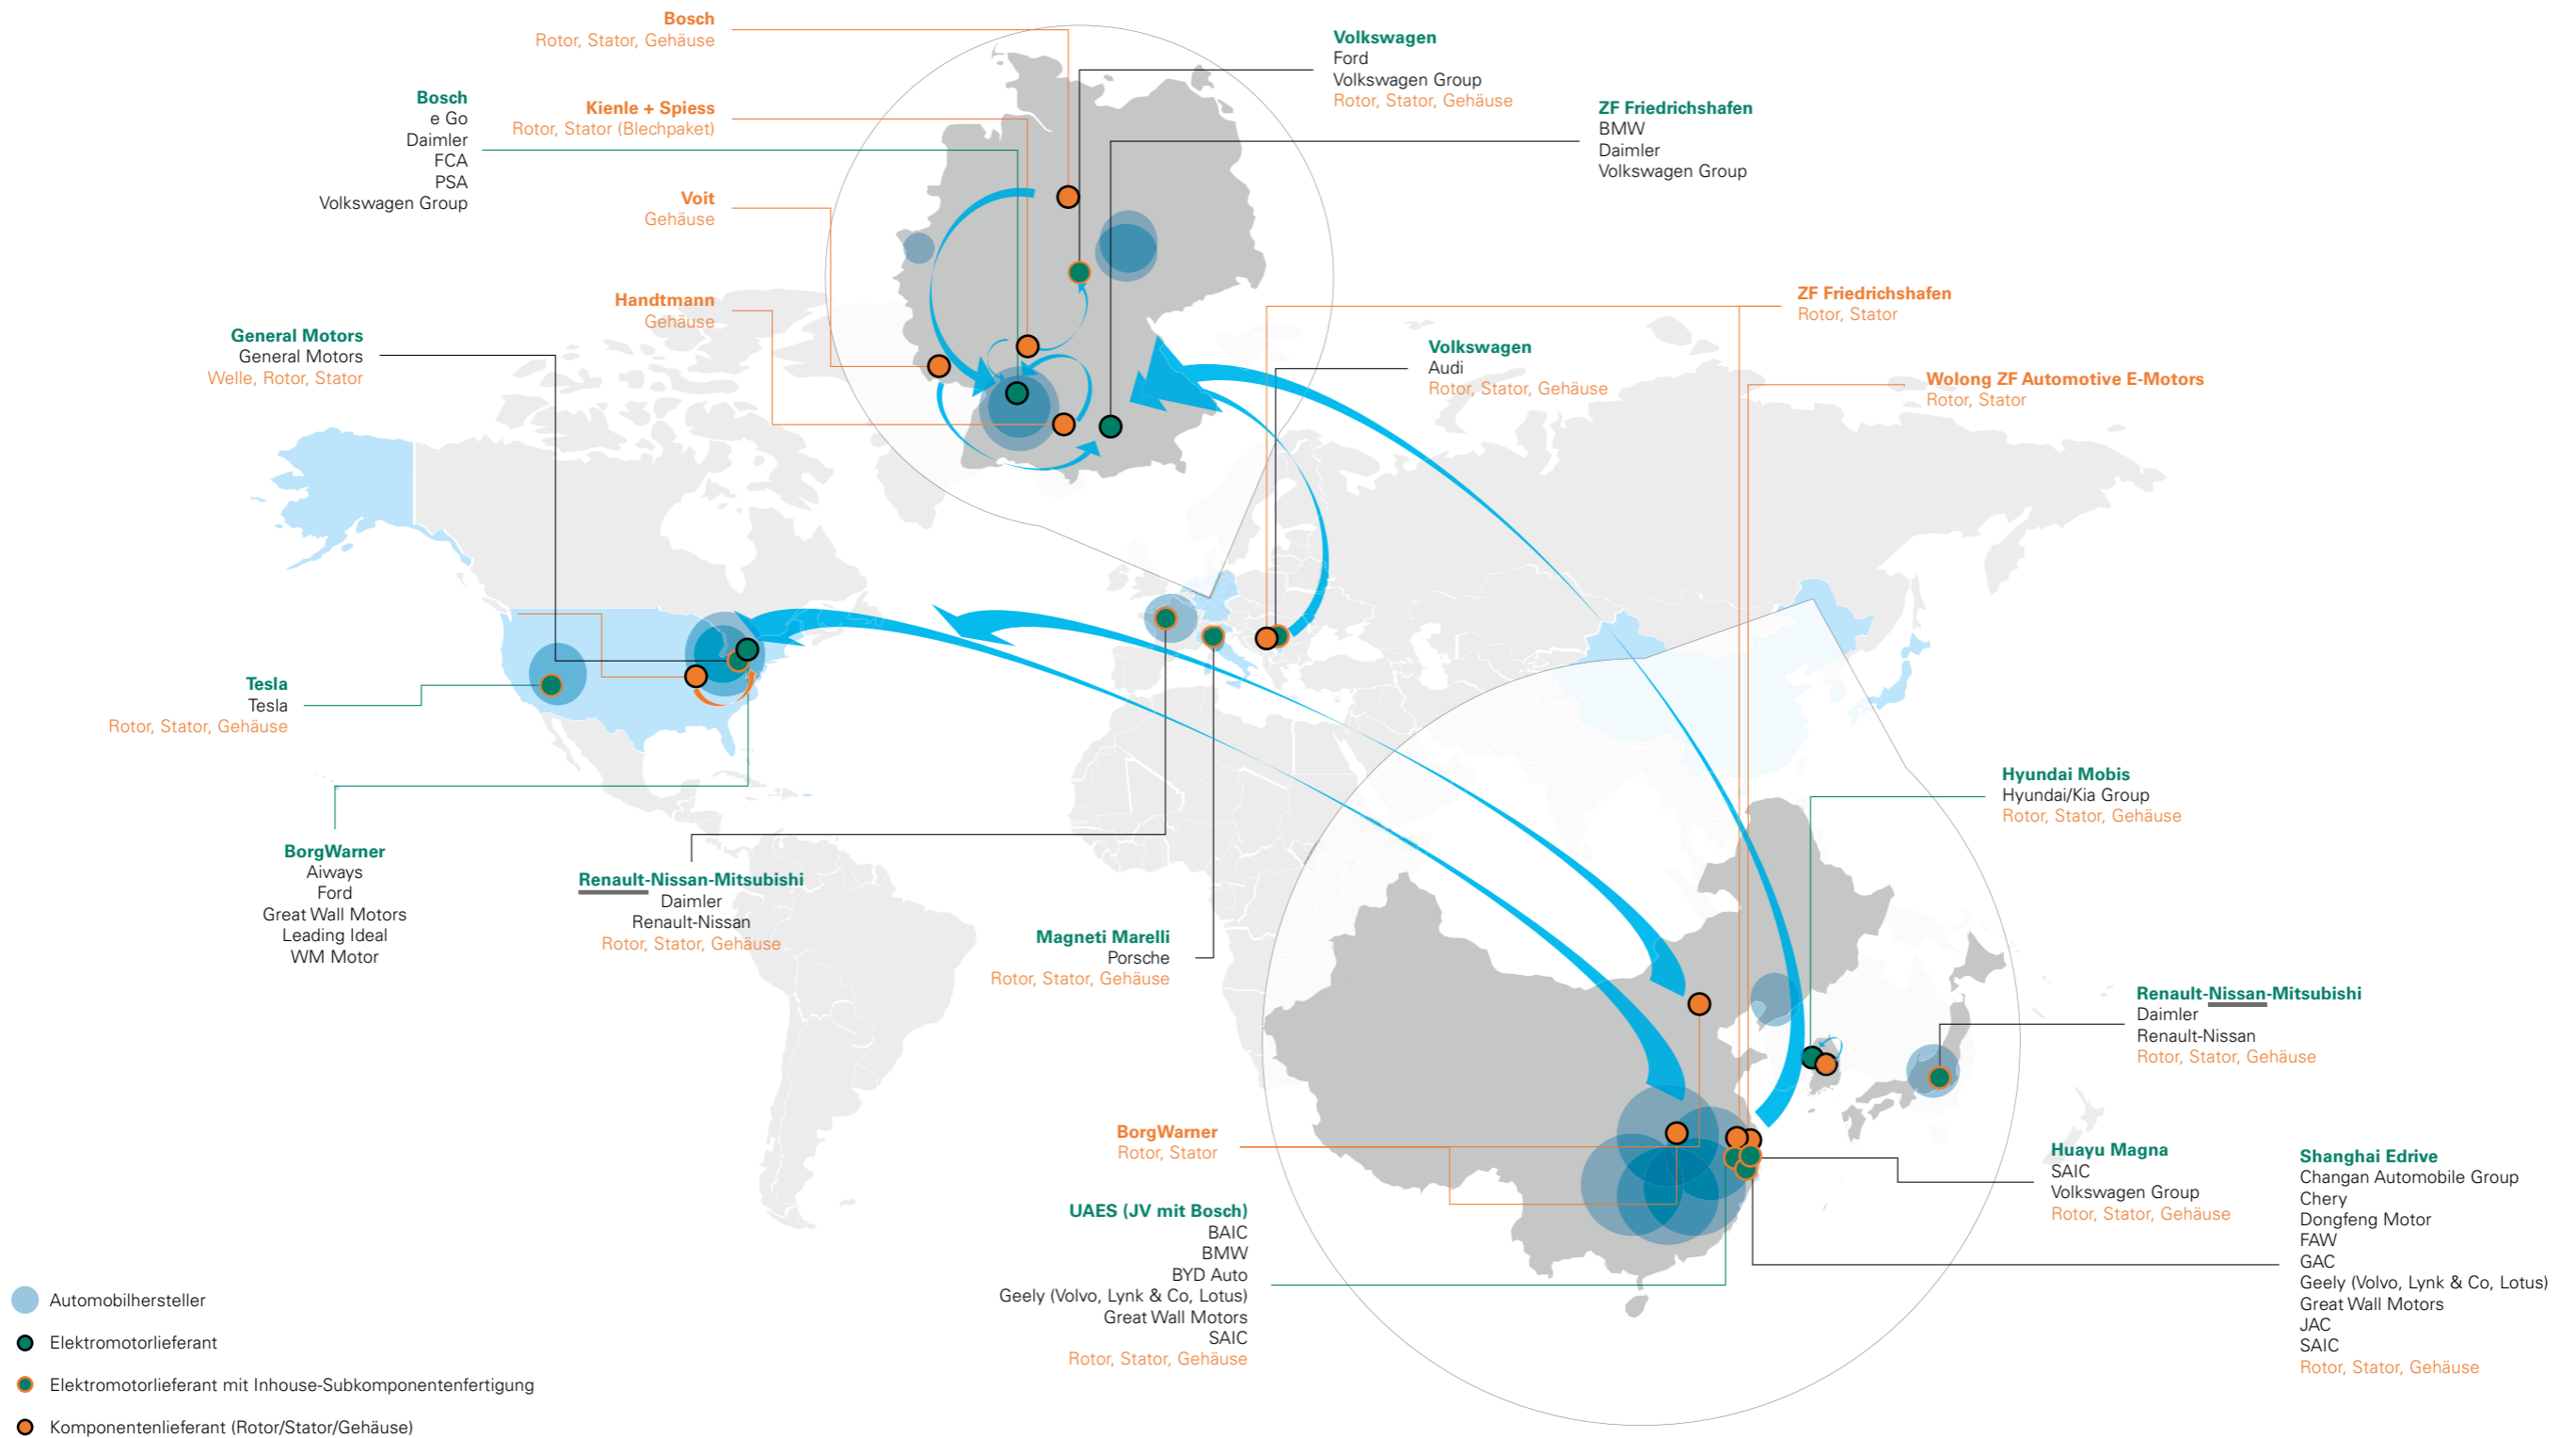 Bosch
Rotor, Stator, Gehäuse
Volkswagen
Ford
Volkswagen Group
Rotor, Stator, Gehäuse
Bosch
e Go
Daimler
FCA
PSA
Volkswagen Group
Kienle + Spiess
Rotor, Stator (Blechpaket)
ZF Friedrichshafen
BMW
Daimler
Volkswagen Group
Voit
Gehäuse
Handtmann
Gehäuse
ZF Friedrichshafen
Rotor, Stator
General Motors
General Motors
Welle, Rotor, Stator
Volkswagen
Audi
Rotor, Stator, Gehäuse
Wolong ZF Automotive E-Motors
Rotor, Stator
Tesla
Tesla
Rotor, Stator, Gehäuse
Hyundai Mobis
Hyundai/Kia Group
Rotor, Stator, Gehäuse
BorgWarner
Aiways
Ford
Great Wall Motors
Leading Ideal
WM Motor
Renault-Nissan-Mitsubishi
Daimler
Renault-Nissan
Rotor, Stator, Gehäuse
Magneti Marelli
Porsche
Rotor, Stator, Gehäuse
Renault-Nissan-Mitsubishi
Daimler
Renault-Nissan
Rotor, Stator, Gehäuse
BorgWarner
Rotor, Stator
Huayu Magna
SAIC
Volkswagen Group
Rotor, Stator, Gehäuse
Shanghai Edrive
Changan Automobile Group
Chery
Dongfeng Motor
FAW
GAC
Geely (Volvo, Lynk & Co, Lotus)
Great Wall Motors
JAC
SAIC
Rotor, Stator, Gehäuse
UAES (JV mit Bosch)
BAIC
BMW
BYD Auto
Geely (Volvo, Lynk & Co, Lotus)
Great Wall Motors
SAIC
Rotor, Stator, Gehäuse
Automobilhersteller
Elektromotorlieferant
Elektromotorlieferant mit Inhouse-Subkomponentenfertigung
Komponentenlieferant (Rotor/Stator/Gehäuse)